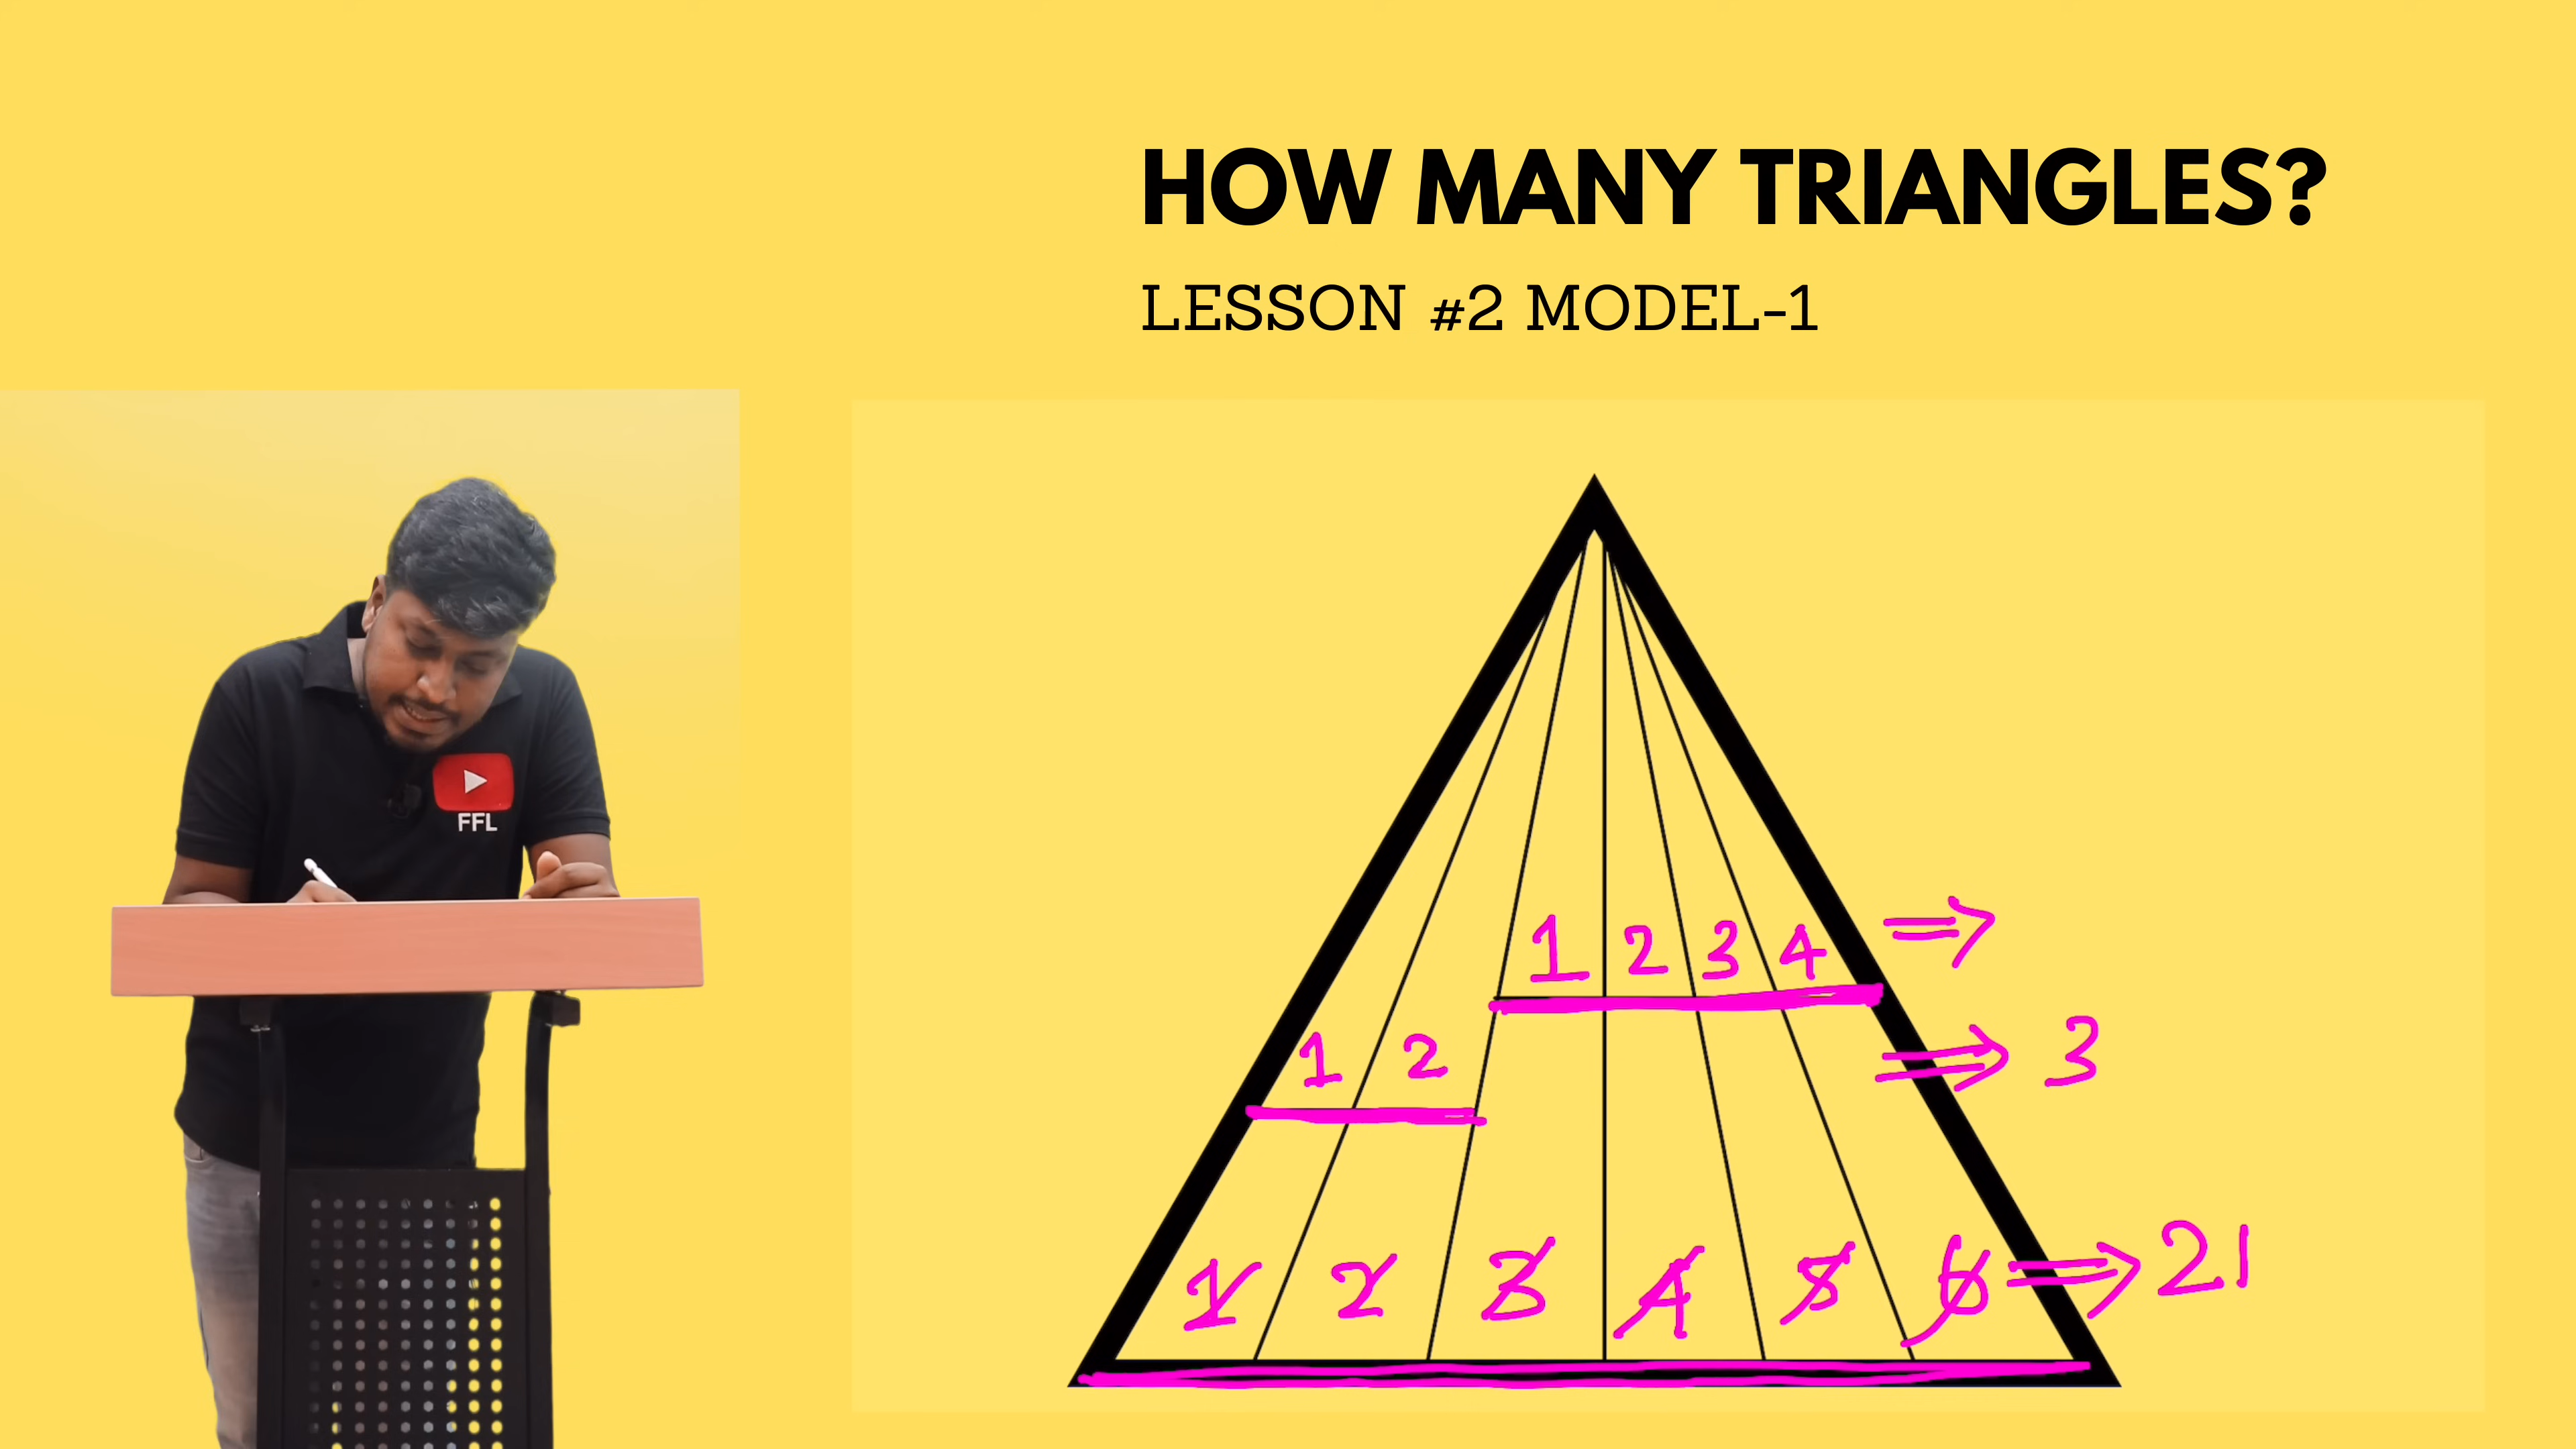 HOW MANY TRIANGLES?
LESSON #2 MODEL-1
FFL
1 2 3 4 ⇒
1 2 ⇒ 3
1 2 3 4 5 6 ⇒ 21